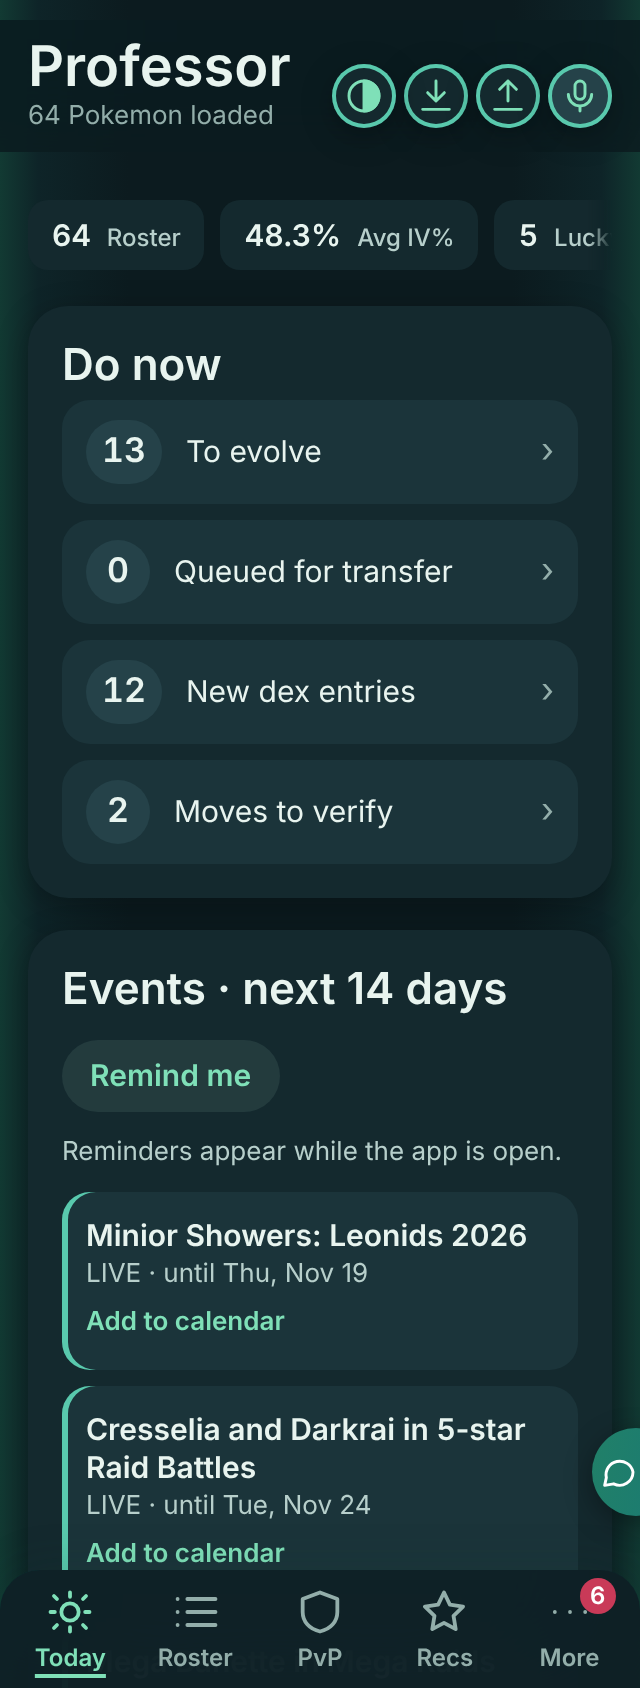 Professor
64 Pokemon loaded
64 Roster
48.3% Avg IV%
5 Luck
Do now
13 To evolve
0 Queued for transfer
12 New dex entries
2 Moves to verify
Events · next 14 days
Remind me
Reminders appear while the app is open.
Minior Showers: Leonids 2026
LIVE · until Thu, Nov 19
Add to calendar
Cresselia and Darkrai in 5-star
Raid Battles
LIVE · until Tue, Nov 24
Add to calendar
6
Today
Roster
PvP
Recs
More